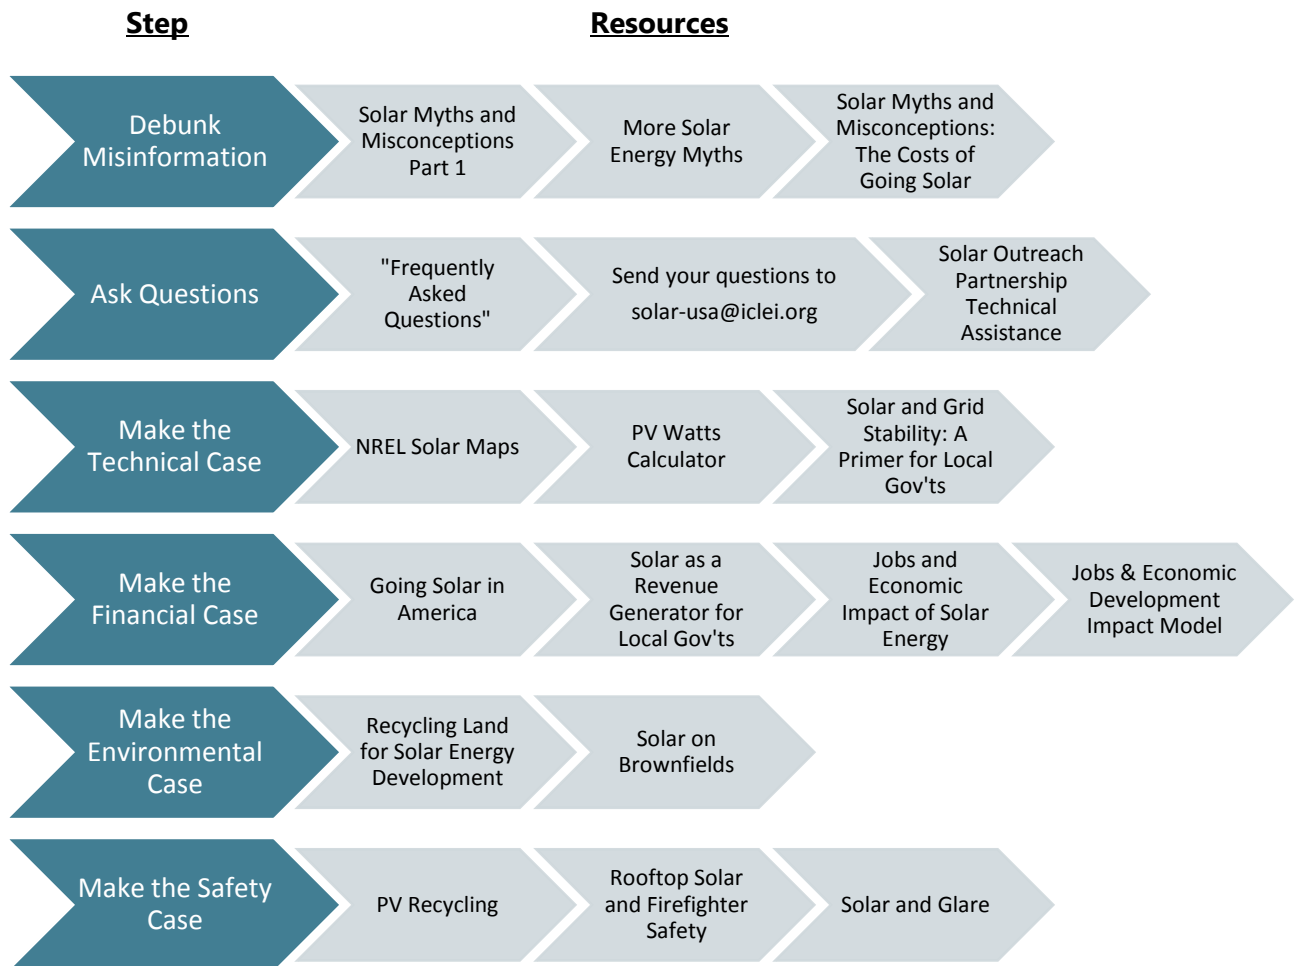 Step
Resources
Debunk
Misinformation
Solar Myths and
Misconceptions
Part 1
More Solar
Energy Myths
Solar Myths and
Misconceptions:
The Costs of
Going Solar
Ask Questions
"Frequently
Asked
Questions"
Send your questions to
solar-usa@iclei.org
Solar Outreach
Partnership
Technical
Assistance
Make the
Technical Case
NREL Solar Maps
PV Watts
Calculator
Solar and Grid
Stability: A
Primer for Local
Gov'ts
Make the
Financial Case
Going Solar in
America
Solar as a
Revenue
Generator for
Local Gov'ts
Jobs and
Economic
Impact of Solar
Energy
Jobs & Economic
Development
Impact Model
Make the
Environmental
Case
Recycling Land
for Solar Energy
Development
Solar on
Brownfields
Make the Safety
Case
PV Recycling
Rooftop Solar
and Firefighter
Safety
Solar and Glare